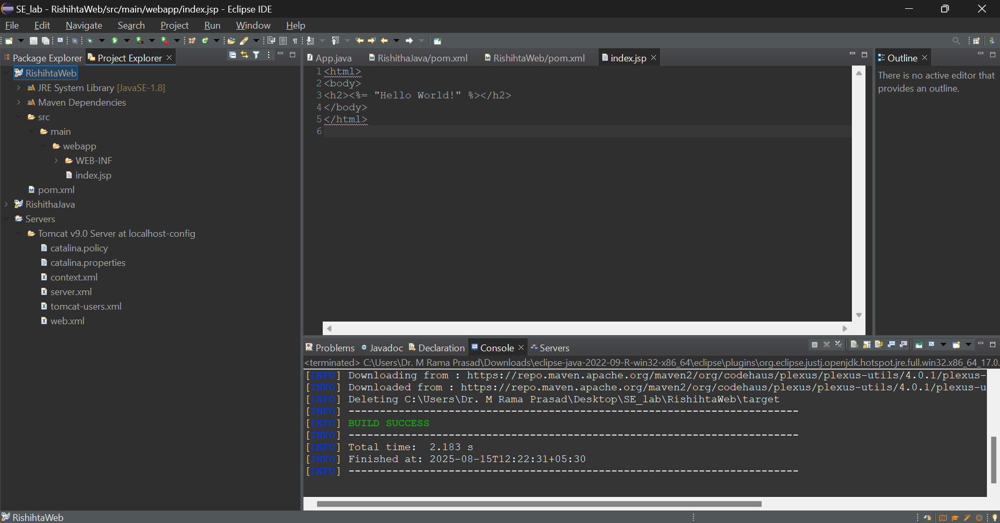 SE_lab - RishihtaWeb/src/main/webapp/index.jsp - Eclipse IDE
File Edit Navigate Search Project Run Window Help
Package Explorer Project Explorer
RishihtaWeb
JRE System Library [JavaSE-1.8]
Maven Dependencies
src
main
webapp
WEB-INF
index.jsp
pom.xml
RishithaJava
Servers
Tomcat v9.0 Server at localhost-config
catalina.policy
catalina.properties
context.xml
server.xml
tomcat-users.xml
web.xml
App.java RishithaJava/pom.xml RishihtaWeb/pom.xml index.jsp
1 <html>
2 <body>
3 <h2><%= "Hello World!" %></h2>
4 </body>
5 </html>
6
Outline
There is no active editor that
provides an outline.
Problems Javadoc Declaration Console Servers
<terminated> C:\Users\Dr. M Rama Prasad\Downloads\eclipse-java-2022-09-R-win32-x86_64\eclipse\plugins\org.eclipse.justj.openjdk.hotspot.jre.full.win32.x86_64_17.0.
[INFO] Downloading from : https://repo.maven.apache.org/maven2/org/codehaus/plexus/plexus-utils/4.0.1/plexus-
[INFO] Downloaded from : https://repo.maven.apache.org/maven2/org/codehaus/plexus/plexus-utils/4.0.1/plexus-u
[INFO] Deleting C:\Users\Dr. M Rama Prasad\Desktop\SE_lab\RishihtaWeb\target
[INFO] ------------------------------------------------------------------------
[INFO] BUILD SUCCESS
[INFO] ------------------------------------------------------------------------
[INFO] Total time:  2.183 s
[INFO] Finished at: 2025-08-15T12:22:31+05:30
[INFO] ------------------------------------------------------------------------
RishihtaWeb